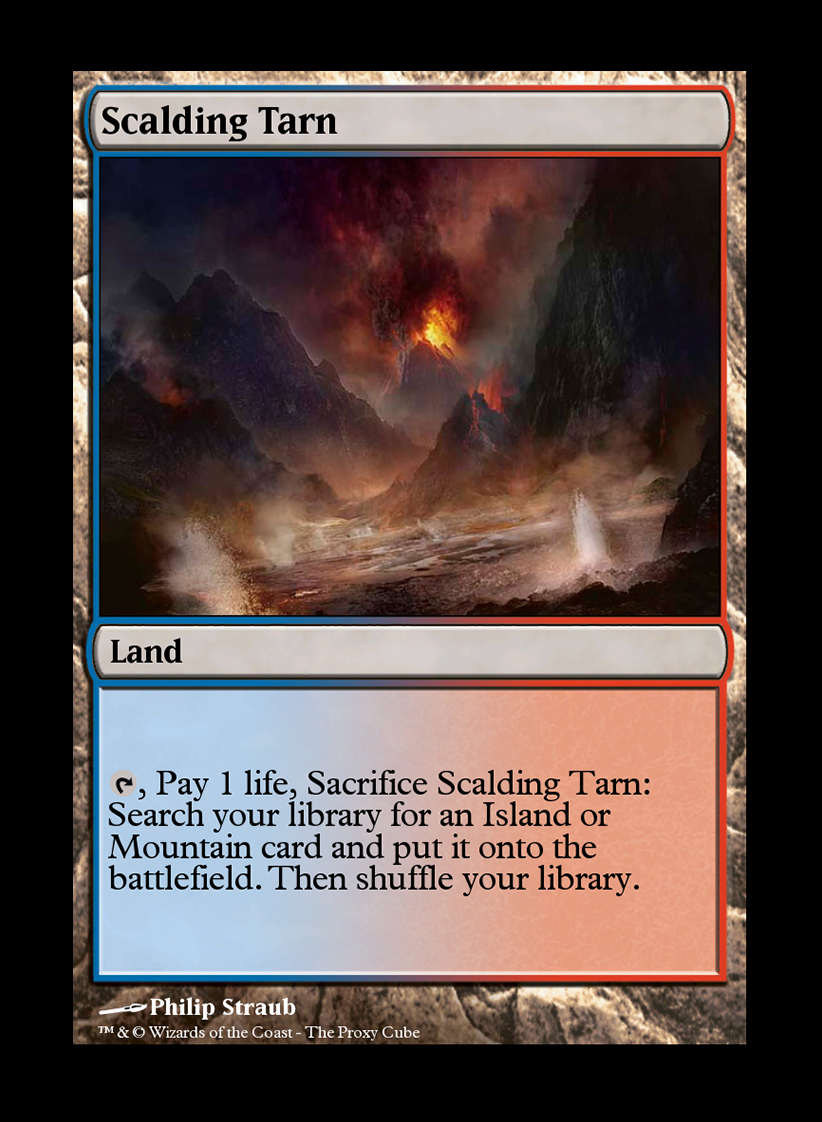 Scalding Tarn
Land
, Pay 1 life, Sacrifice Scalding Tarn:
Search your library for an Island or
Mountain card and put it onto the
battlefield. Then shuffle your library.
Philip Straub
™ & © Wizards of the Coast - The Proxy Cube